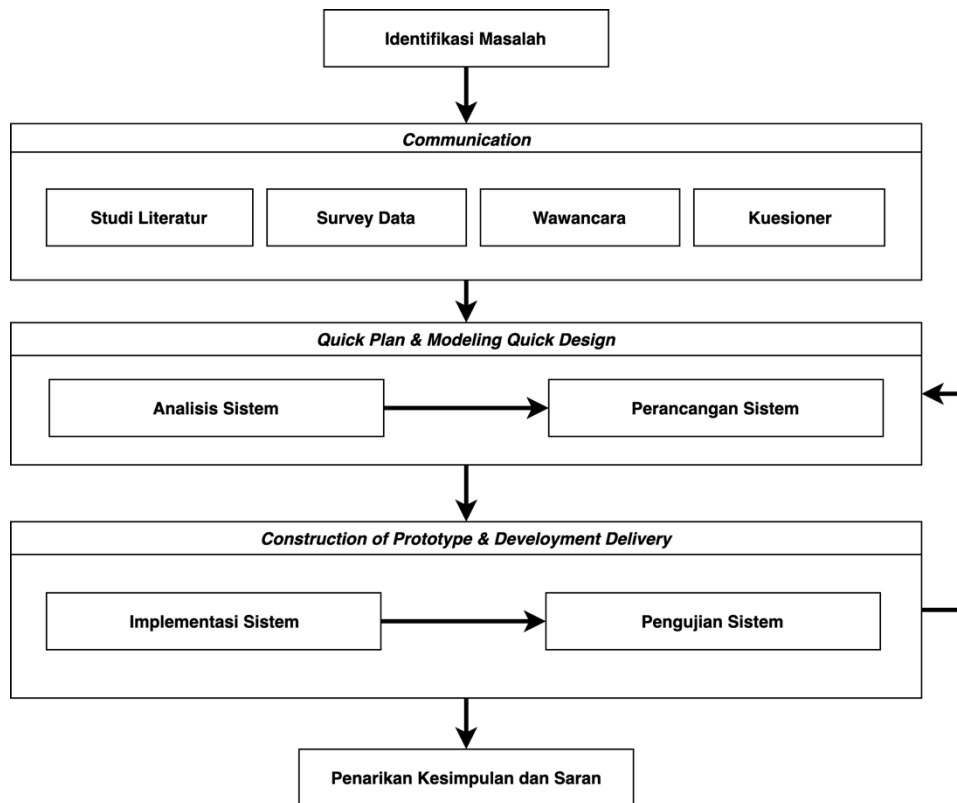 Identifikasi Masalah
Communication
Studi Literatur
Survey Data
Wawancara
Kuesioner
Quick Plan & Modeling Quick Design
Analisis Sistem
Perancangan Sistem
Construction of Prototype & Develoyment Delivery
Implementasi Sistem
Pengujian Sistem
Penarikan Kesimpulan dan Saran